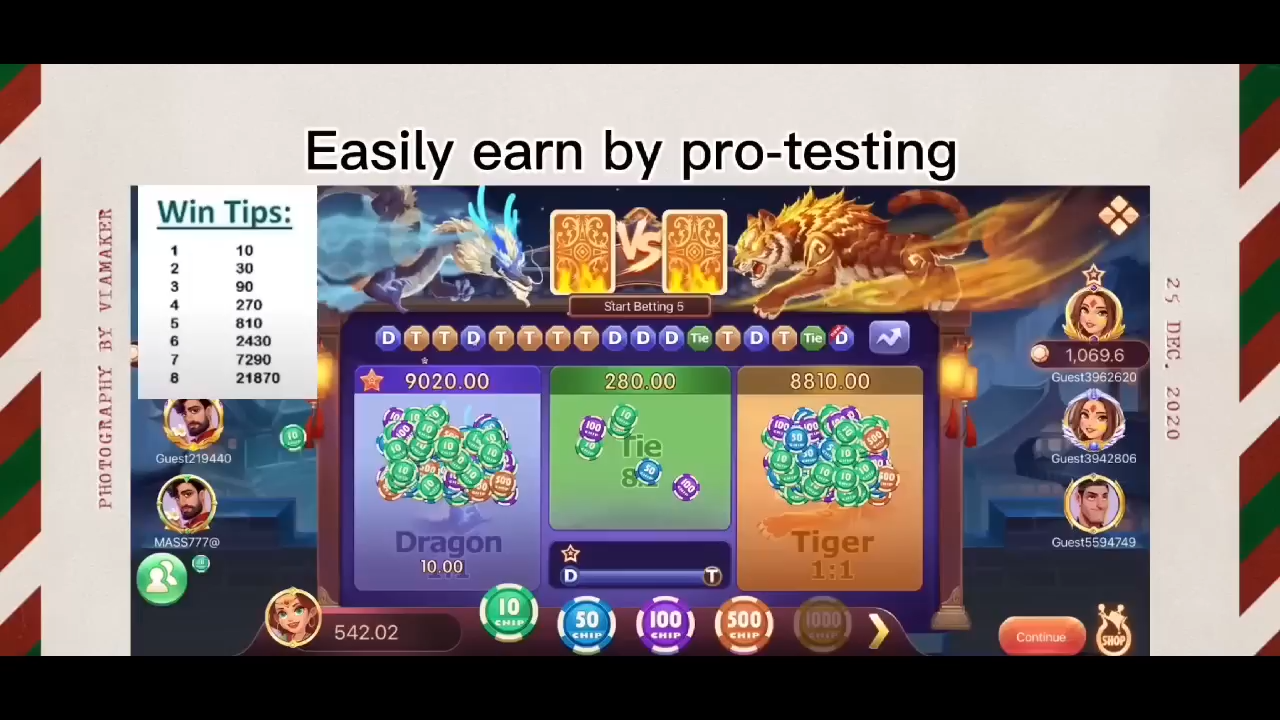 Easily earn by pro-testing
Win Tips:
1 10
2 30
3 90
4 270
5 810
6 2430
7 7290
8 21870
VS
Start Betting 5
D T T D T T T T D D D Tie T D T Tie D
9020.00
280.00
8810.00
Tie
Dragon
10.00
Tiger
1:1
D T
Guest219440
MASS777@
1,069.6
Guest3962620
Guest3942806
Guest5594749
542.02
10 CHIP
50 CHIP
100 CHIP
500 CHIP
1000 CHIP
Continue
SHOP
PHOTOGRAPHY BY VIAMAKER
25 DEC. 2020